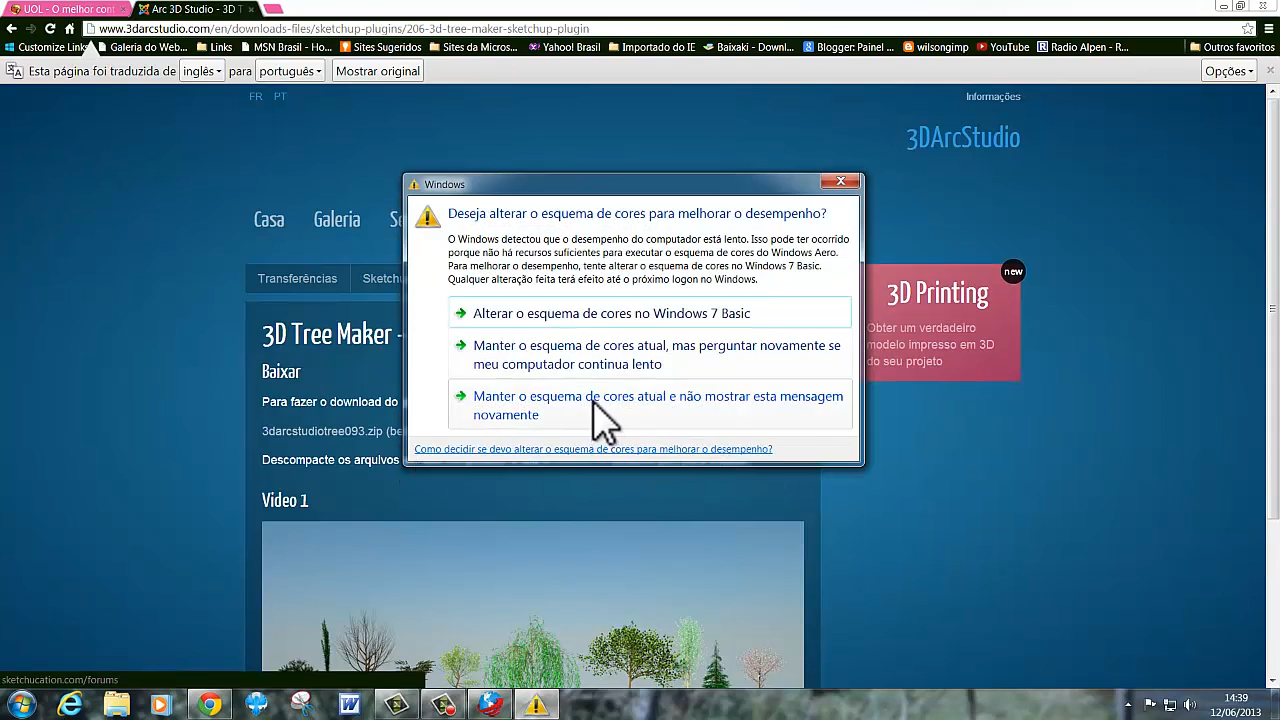 UOL - O melhor cont
Arc 3D Studio - 3D T
www.3darcstudio.com/en/downloads-files/sketchup-plugins/206-3d-tree-maker-sketchup-plugin
Customize Links
Galeria do Web...
Links
MSN Brasil - Ho...
Sites Sugeridos
Sites da Micros...
Yahoo! Brasil
Importado do IE
Baixaki - Downl...
Blogger: Painel ...
wilsongimp
YouTube
Radio Alpen - R...
Outros favoritos
Esta página foi traduzida de inglês para português Mostrar original Opções
FR PT Informações
3DArcStudio
Casa Galeria Se
Transferências Sketchu
3D Tree Maker -
Baixar
Para fazer o download do
3darcstudiotree093.zip (be
Descompacte os arquivos
Video 1
new
3D Printing
Obter um verdadeiro
modelo impresso em 3D
do seu projeto
Windows
Deseja alterar o esquema de cores para melhorar o desempenho?
O Windows detectou que o desempenho do computador está lento. Isso pode ter ocorrido
porque não há recursos suficientes para executar o esquema de cores do Windows Aero.
Para melhorar o desempenho, tente alterar o esquema de cores no Windows 7 Basic.
Qualquer alteração feita terá efeito até o próximo logon no Windows.
Alterar o esquema de cores no Windows 7 Basic
Manter o esquema de cores atual, mas perguntar novamente se
meu computador continua lento
Manter o esquema de cores atual e não mostrar esta mensagem
novamente
Como decidir se devo alterar o esquema de cores para melhorar o desempenho?
sketchucation.com/forums
14:39
12/06/2013